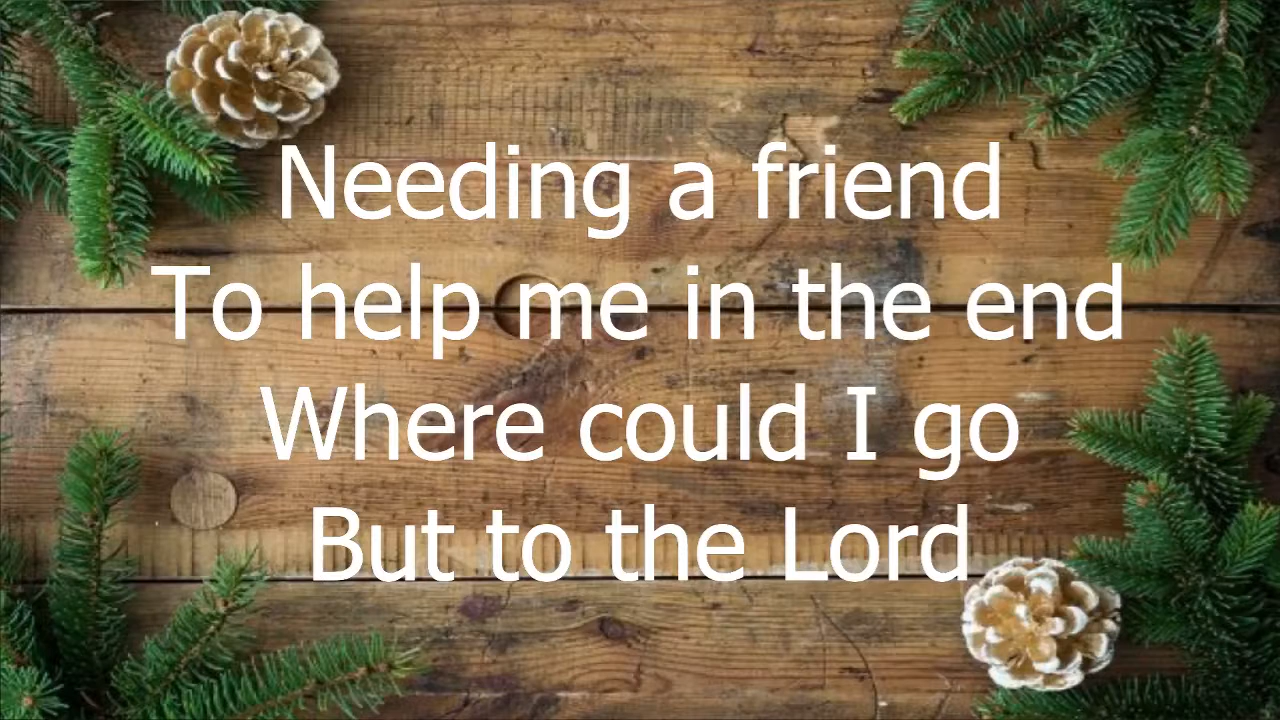 Needing a friend
To help me in the end
Where could I go
But to the Lord